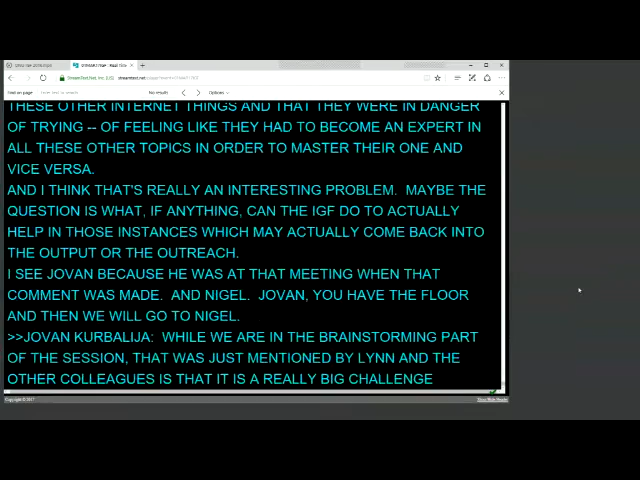 Find on page
No results
Options
THESE OTHER INTERNET THINGS AND THAT THEY WERE IN DANGER
OF TRYING -- OF FEELING LIKE THEY HAD TO BECOME AN EXPERT IN
ALL THESE OTHER TOPICS IN ORDER TO MASTER THEIR ONE AND
VICE VERSA.
AND I THINK THAT'S REALLY AN INTERESTING PROBLEM.  MAYBE THE
QUESTION IS WHAT, IF ANYTHING, CAN THE IGF DO TO ACTUALLY
HELP IN THOSE INSTANCES WHICH MAY ACTUALLY COME BACK INTO
THE OUTPUT OR THE OUTREACH.
I SEE JOVAN BECAUSE HE WAS AT THAT MEETING WHEN THAT
COMMENT WAS MADE.  AND NIGEL.  JOVAN, YOU HAVE THE FLOOR
AND THEN WE WILL GO TO NIGEL.
>>JOVAN KURBALIJA:  WHILE WE ARE IN THE BRAINSTORMING PART
OF THE SESSION, THAT WAS JUST MENTIONED BY LYNN AND THE
OTHER COLLEAGUES IS THAT IT IS A REALLY BIG CHALLENGE